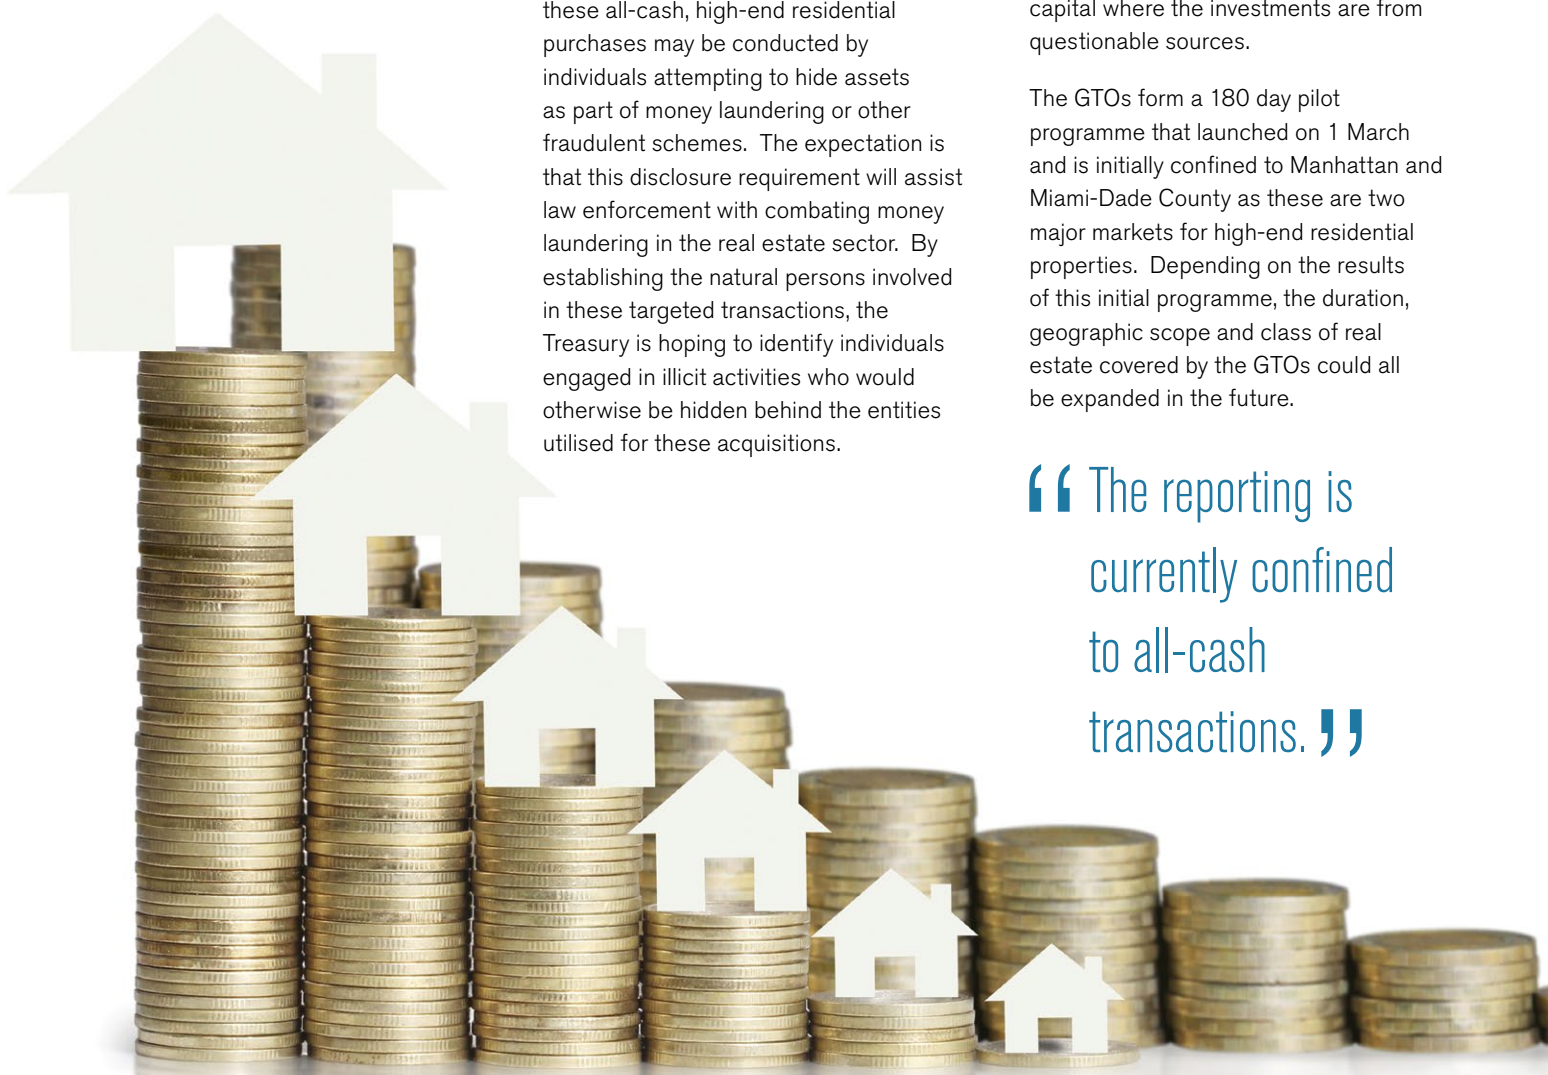 these all-cash, high-end residential
purchases may be conducted by
individuals attempting to hide assets
as part of money laundering or other
fraudulent schemes.  The expectation is
that this disclosure requirement will assist
law enforcement with combating money
laundering in the real estate sector.  By
establishing the natural persons involved
in these targeted transactions, the
Treasury is hoping to identify individuals
engaged in illicit activities who would
otherwise be hidden behind the entities
utilised for these acquisitions.
capital where the investments are from
questionable sources.
The GTOs form a 180 day pilot
programme that launched on 1 March
and is initially confined to Manhattan and
Miami-Dade County as these are two
major markets for high-end residential
properties.  Depending on the results
of this initial programme, the duration,
geographic scope and class of real
estate covered by the GTOs could all
be expanded in the future.
“ The reporting is
currently confined
to all-cash
transactions. ”